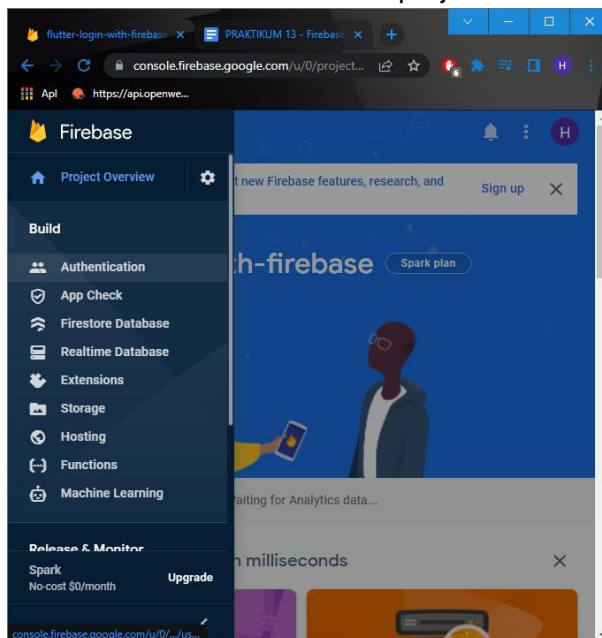 flutter-login-with-firebase
PRAKTIKUM 13 - Firebase
console.firebase.google.com/u/0/project...
6
H
Apl
https://api.openwe...
Firebase
H
Project Overview
t new Firebase features, research, and
Sign up
Build
Authentication
h-firebase
Spark plan
App Check
Firestore Database
Realtime Database
Extensions
Storage
Hosting
Functions
Machine Learning
Waiting for Analytics data...
Release & Monitor
n milliseconds
Spark
No-cost $0/month
Upgrade
console.firebase.google.com/u/0/.../us...